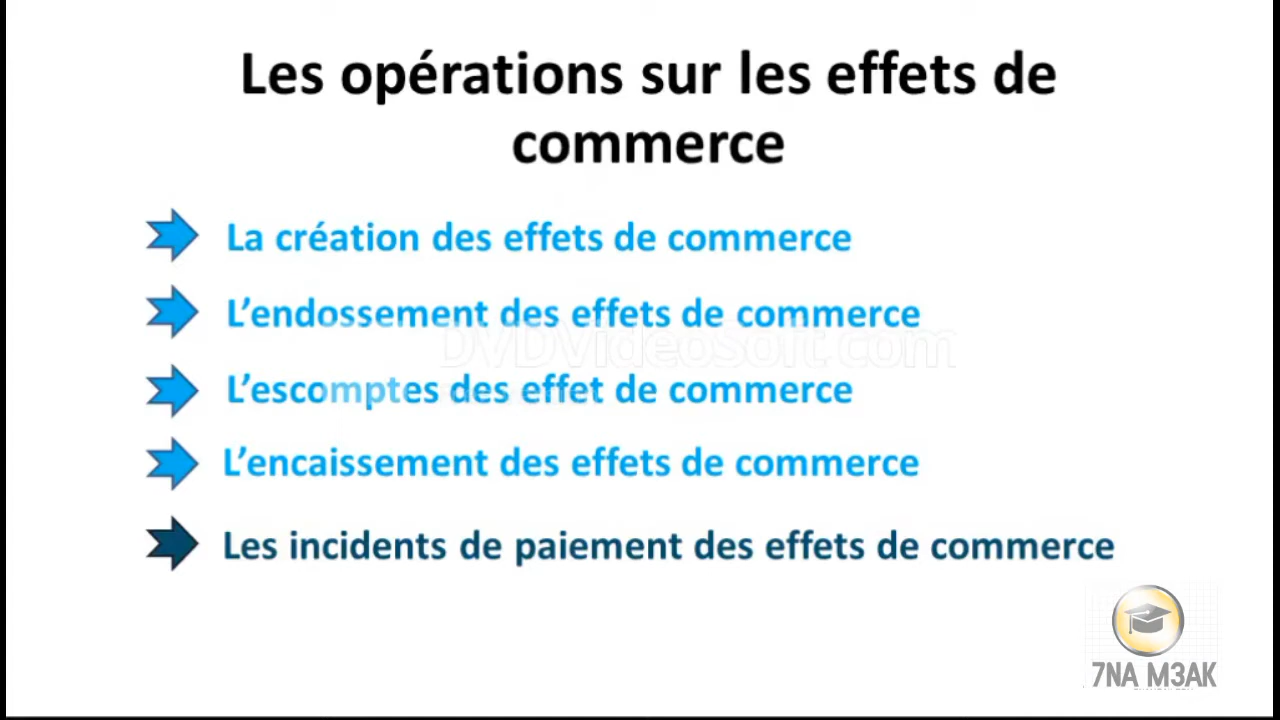 Les opérations sur les effets de
commerce
La création des effets de commerce
L’endossement des effets de commerce
DVDVideosoft.com
L’escomptes des effet de commerce
L’encaissement des effets de commerce
Les incidents de paiement des effets de commerce
7NA M3AK